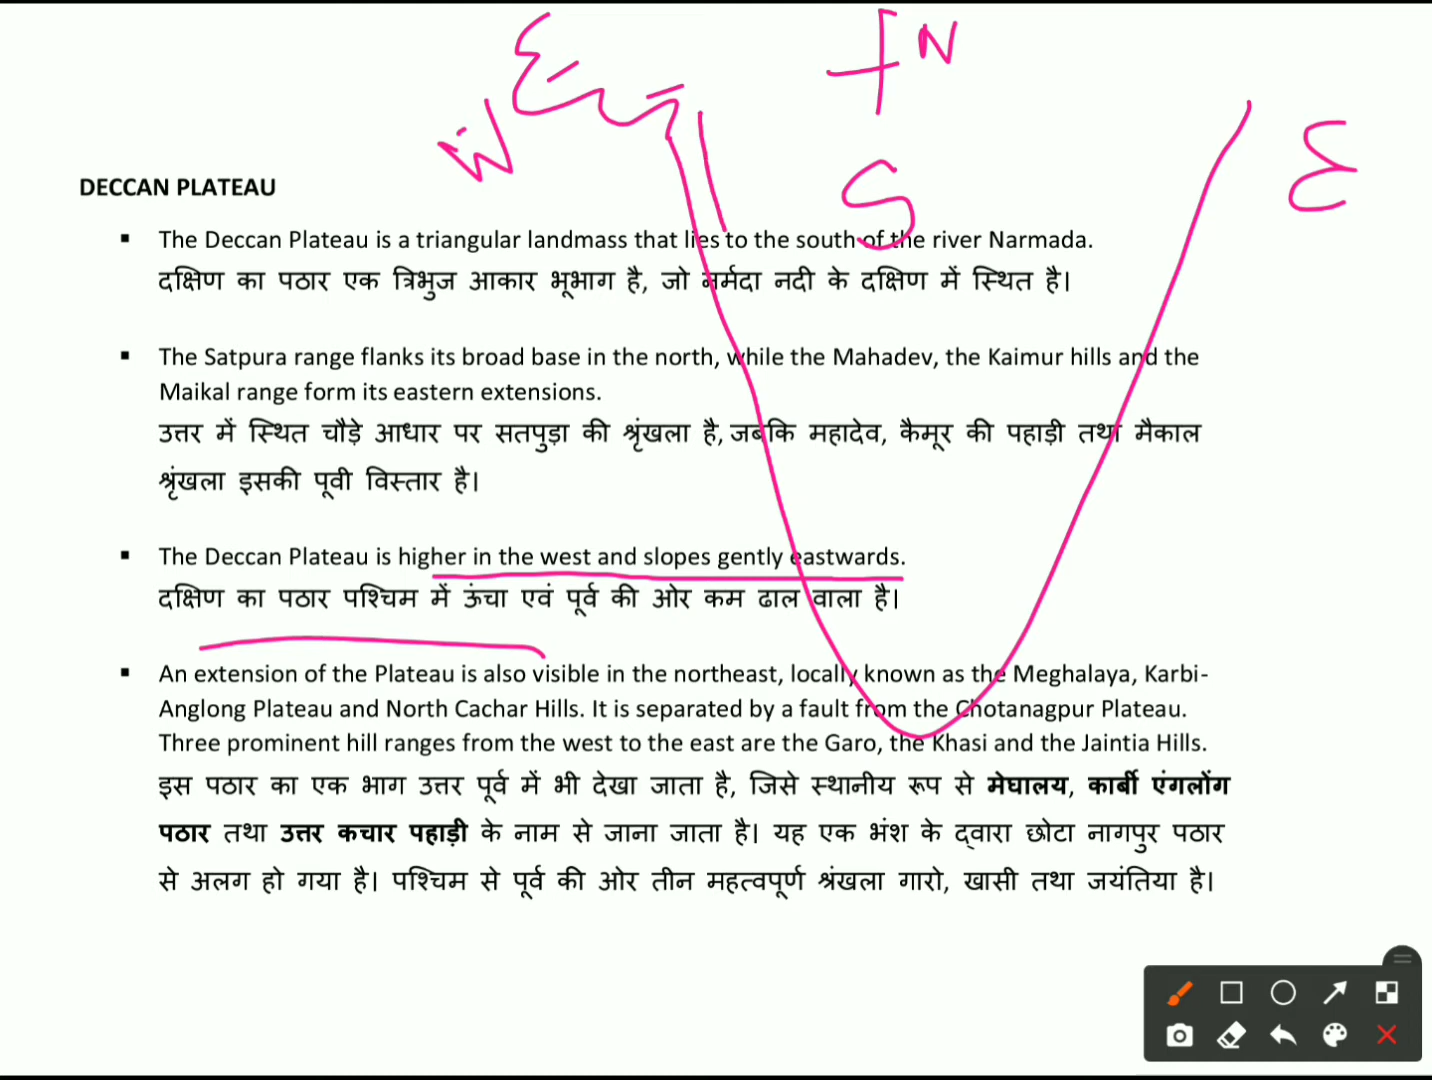 N
W
E
S
DECCAN PLATEAU
▪ The Deccan Plateau is a triangular landmass that lies to the south of the river Narmada.
दक्षिण का पठार एक त्रिभुज आकार भूभाग है, जो नर्मदा नदी के दक्षिण में स्थित है।
▪ The Satpura range flanks its broad base in the north, while the Mahadev, the Kaimur hills and the
Maikal range form its eastern extensions.
उत्तर में स्थित चौड़े आधार पर सतपुड़ा की श्रृंखला है, जबकि महादेव, कैमूर की पहाड़ी तथा मैकाल
श्रृंखला इसकी पूवी विस्तार है।
▪ The Deccan Plateau is higher in the west and slopes gently eastwards.
दक्षिण का पठार पश्चिम में ऊंचा एवं पूर्व की ओर कम ढाल वाला है।
▪ An extension of the Plateau is also visible in the northeast, locally known as the Meghalaya, Karbi-
Anglong Plateau and North Cachar Hills. It is separated by a fault from the Chotanagpur Plateau.
Three prominent hill ranges from the west to the east are the Garo, the Khasi and the Jaintia Hills.
इस पठार का एक भाग उत्तर पूर्व में भी देखा जाता है, जिसे स्थानीय रूप से मेघालय, कार्बी एंगलोंग
पठार तथा उत्तर कचार पहाड़ी के नाम से जाना जाता है। यह एक भंश के द्वारा छोटा नागपुर पठार
से अलग हो गया है। पश्चिम से पूर्व की ओर तीन महत्वपूर्ण श्रंखला गारो, खासी तथा जयंतिया है।